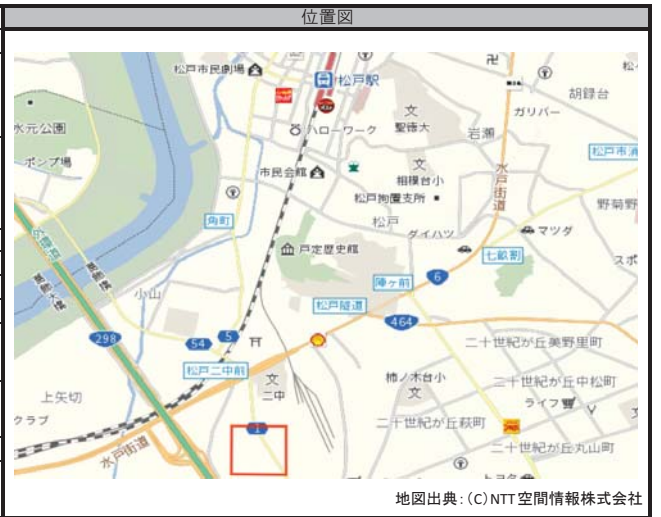 位置図
松戸市民劇場
松戸駅
胡録台
ガリバー
水元公園
ハローワーク
文
聖徳大
岩瀬
ポンプ場
市民会館
文
相模台小
水戸街道
松戸拘置支所
野菊野
角町
松戸
ダイハツ
マツダ
戸定歴史館
七畝割
陣ヶ前
6
小山
松戸隧道
464
298
54
5
二十世紀が丘美野里町
松戸二中前
文
二中
柿ノ木台小
文
二十世紀が丘中松町
上矢切
ライフ
クラブ
二十世紀が丘萩町
1
水戸街道
二十世紀が丘丸山町
地図出典：(C)NTT空間情報株式会社